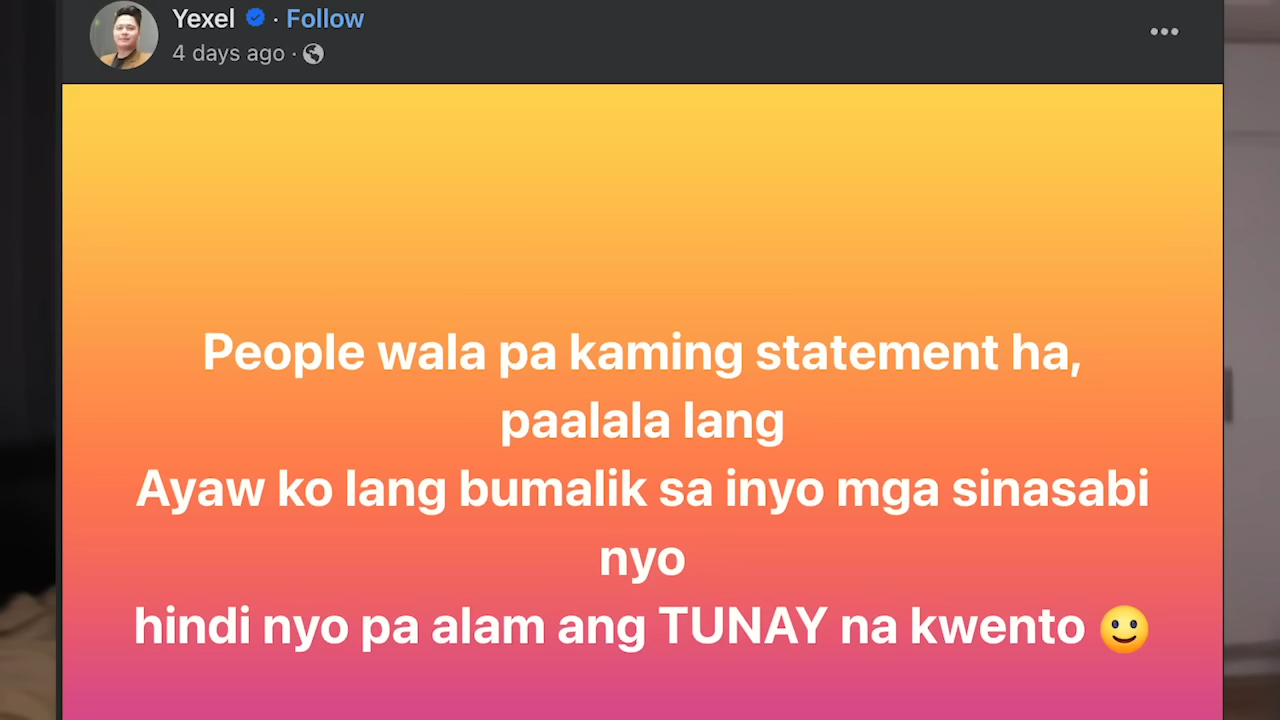 Yexel · Follow
4 days ago ·
People wala pa kaming statement ha,
paalala lang
Ayaw ko lang bumalik sa inyo mga sinasabi
nyo
hindi nyo pa alam ang TUNAY na kwento 🙂